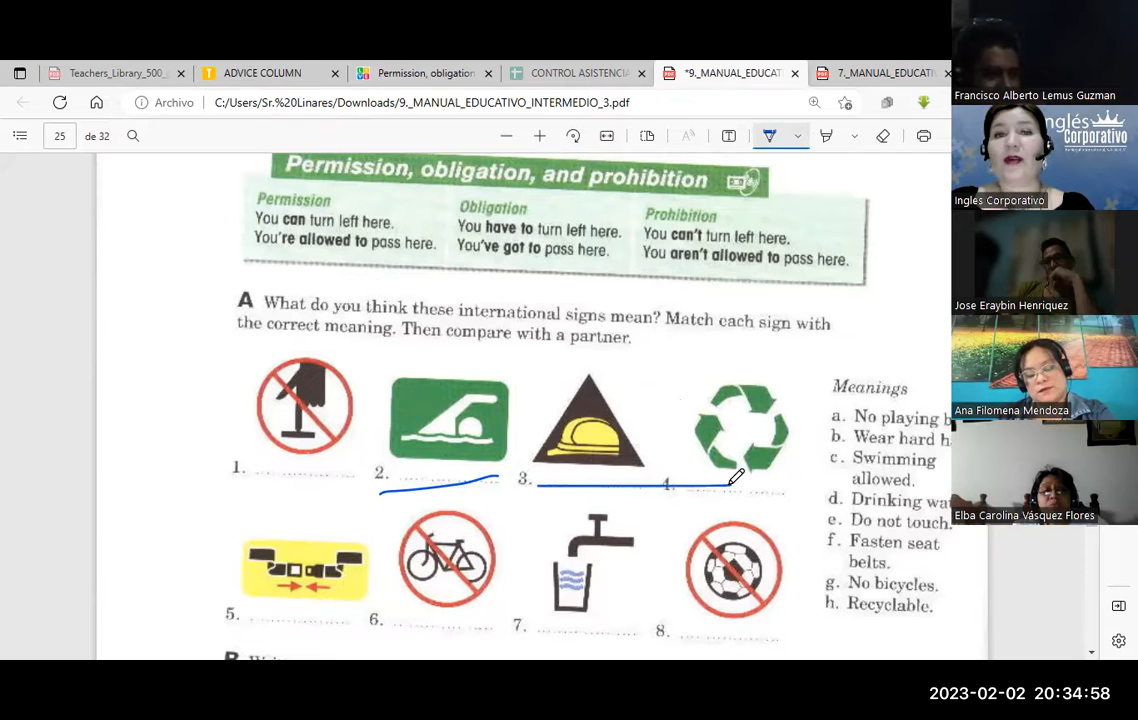 Teachers_Library_500_
ADVICE COLUMN
Permission, obligation
CONTROL ASISTENCIA
*9._MANUAL_EDUCAT
7._MANUAL_EDUCATI
Archivo
C:/Users/Sr.%20Linares/Downloads/9._MANUAL_EDUCATIVO_INTERMEDIO_3.pdf
25 de 32
Permission, obligation, and prohibition
Permission
You can turn left here.
You're allowed to pass here.
Obligation
You have to turn left here.
You've got to pass here.
Prohibition
You can't turn left here.
You aren't allowed to pass here.
A What do you think these international signs mean? Match each sign with
the correct meaning. Then compare with a partner.
1.
2.
3.
4.
5.
6.
7.
8.
Meanings
a. No playing b
b. Wear hard h
c. Swimming
allowed.
d. Drinking wa
e. Do not touch.
f. Fasten seat
belts.
g. No bicycles.
h. Recyclable.
B
Francisco Alberto Lemus Guzman
Inglés
Corporativo
Ingles Corporativo
Jose Eraybin Henriquez
Ana Filomena Mendoza
Elba Carolina Vásquez Flores
2023-02-02 20:34:58